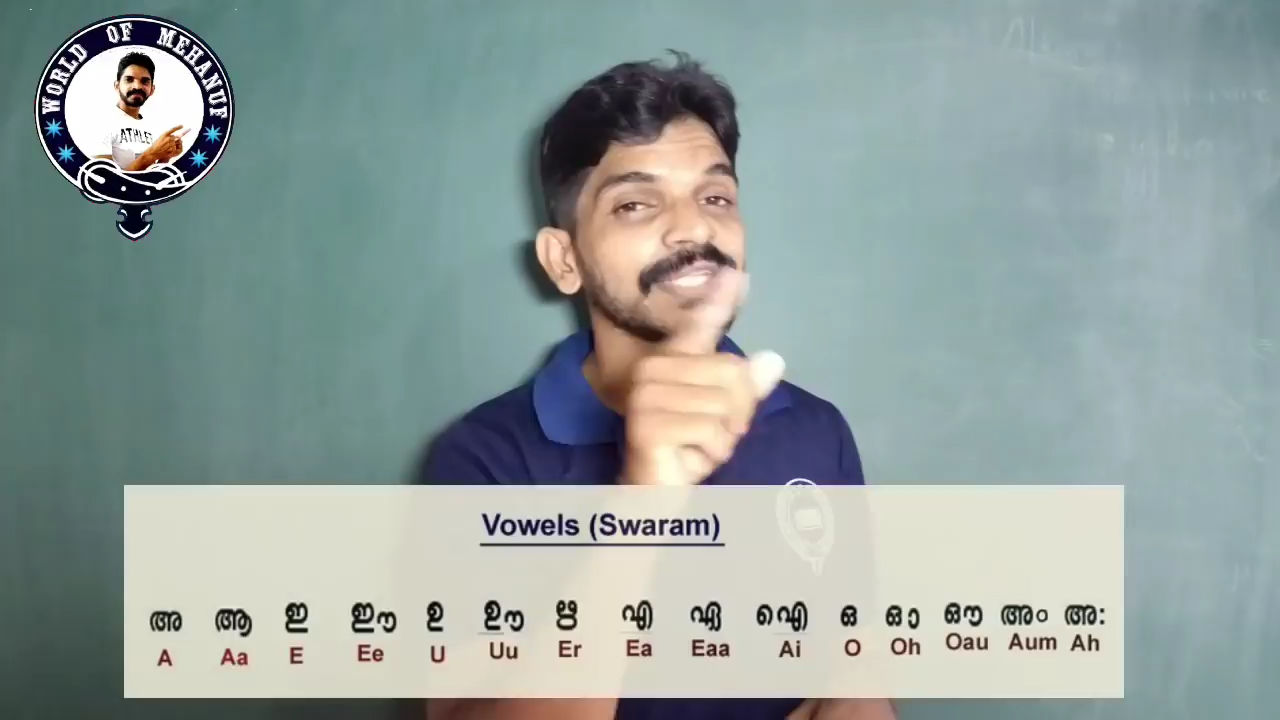 WORLD OF MEHANUF
ATHLE
Vowels (Swaram)
അ ആ ഇ ഈ ഉ ഊ ഋ എ ഏ ഐ ഒ ഓ ഔ അം അഃ
A Aa E Ee U Uu Er Ea Eaa Ai O Oh Oau Aum Ah